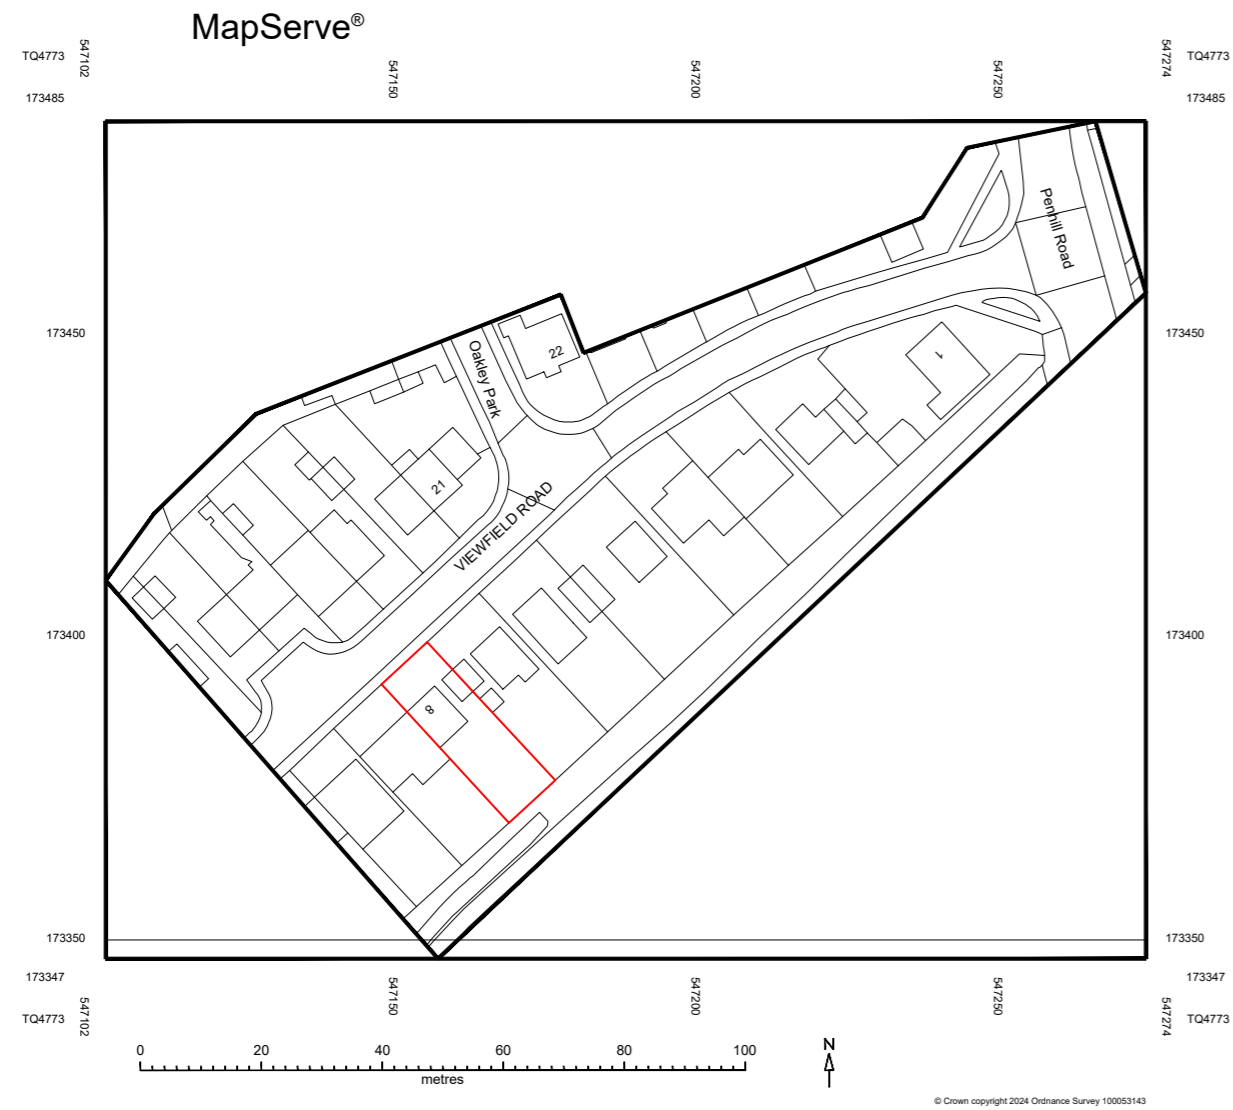 MapServe®
TQ4773
547102
547150
547200
547250
547274
TQ4773
173485
173485
Penhill Road
173450
Oakley Park
22
1
173450
21
VIEWFIELD ROAD
173400
173400
8
173350
173350
173347
173347
TQ4773
547102
547150
547200
547250
547274
TQ4773
0 20 40 60 80 100
metres
N
© Crown copyright 2024 Ordnance Survey 100053143